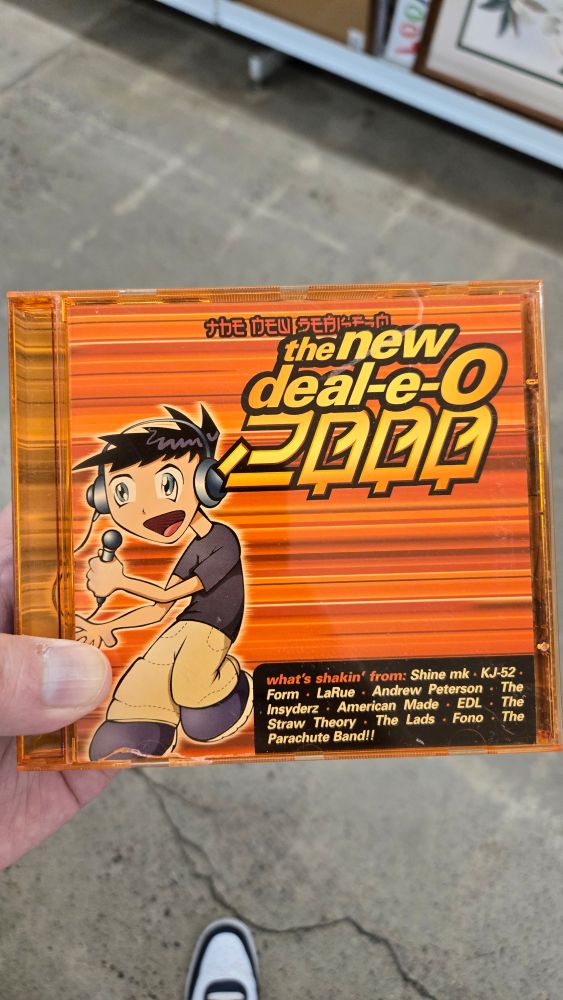 the new deal-e-o
the new
deal-e-O
2000
what's shakin' from: Shine mk · KJ-52 ·
Form · LaRue · Andrew Peterson · The
Insyderz · American Made · EDL · The
Straw Theory · The Lads · Fono · The
Parachute Band!!